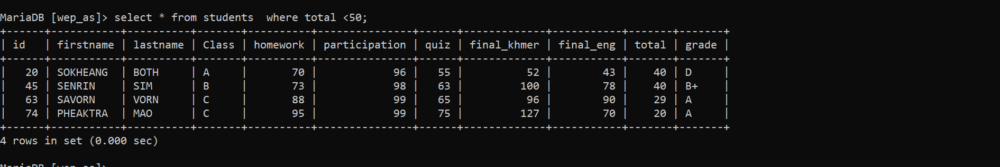 MariaDB [wep_as]> select * from students  where total <50;
+------+-----------+----------+-------+----------+---------------+------+-------------+-----------+-------+-------+
| id   | firstname | lastname | Class | homework | participation | quiz | final_khmer | final_eng | total | grade |
+------+-----------+----------+-------+----------+---------------+------+-------------+-----------+-------+-------+
|   20 | SOKHEANG  | BOTH     | A     |       70 |            96 |   55 |          52 |        43 |    40 | D     |
|   45 | SENRIN    | SIM      | B     |       73 |            98 |   63 |         100 |        78 |    40 | B+    |
|   63 | SAVORN    | VORN     | C     |       88 |            99 |   65 |          96 |        90 |    29 | A     |
|   74 | PHEAKTRA  | MAO      | C     |       95 |            99 |   75 |         127 |        70 |    20 | A     |
+------+-----------+----------+-------+----------+---------------+------+-------------+-----------+-------+-------+
4 rows in set (0.000 sec)
MariaDB [wep_as]>